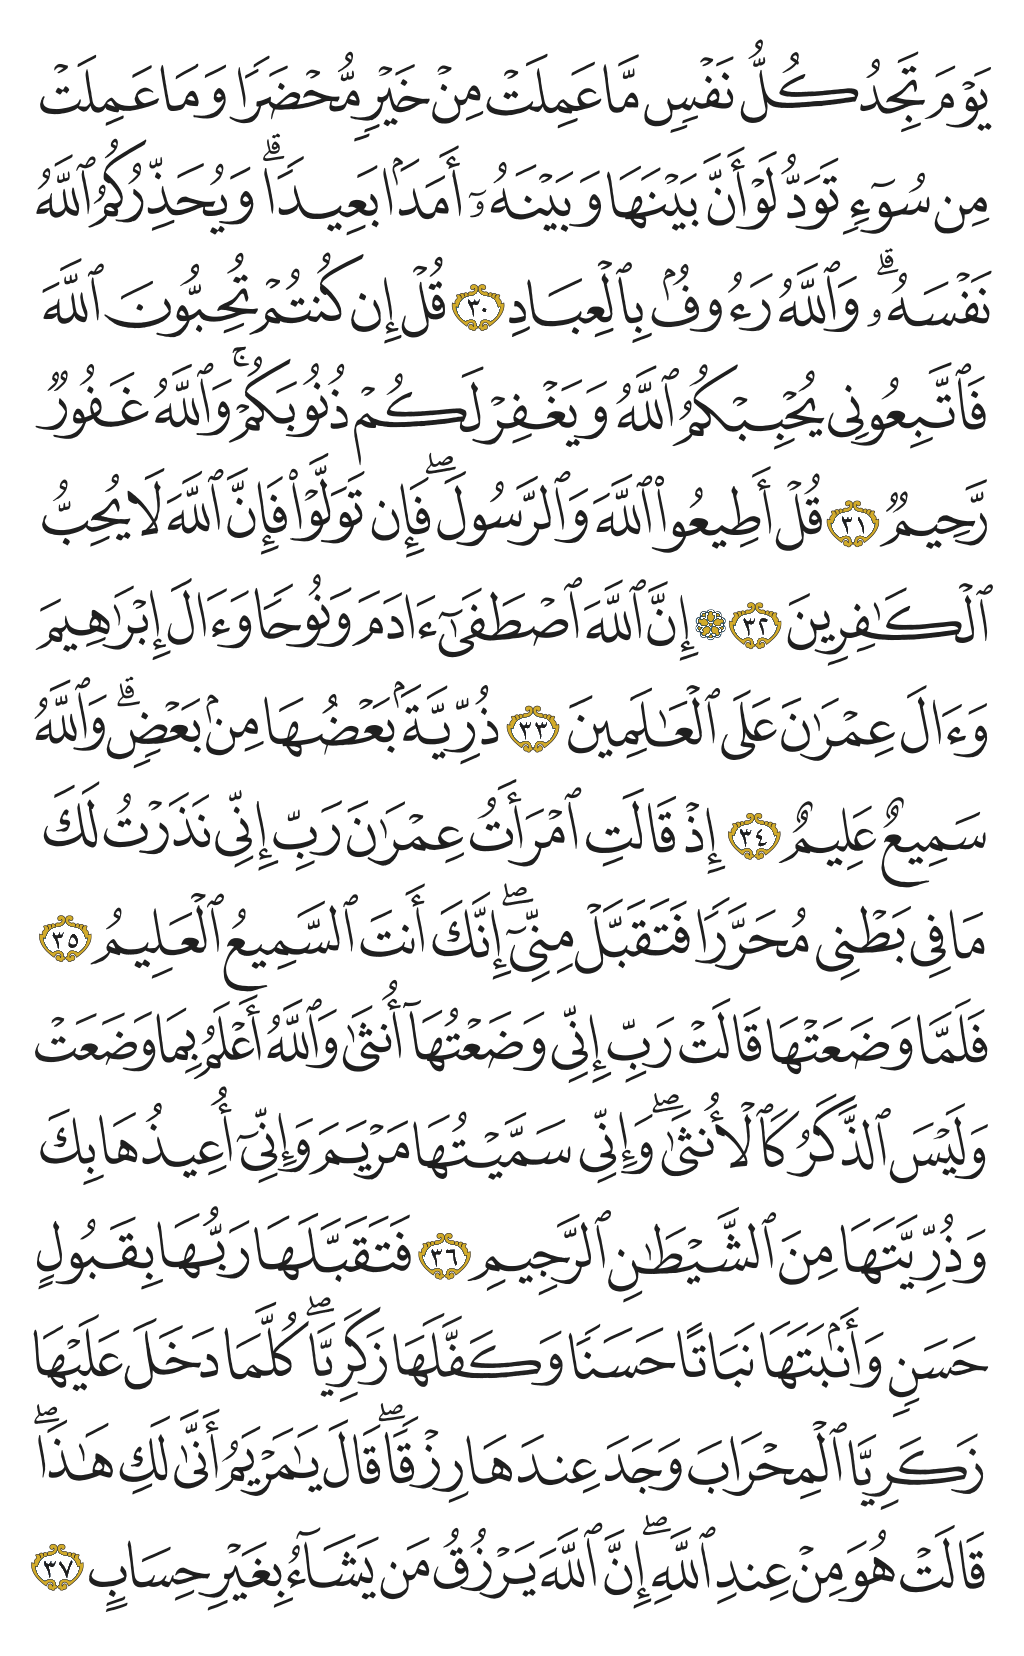 يَوۡمَ تَجِدُ كُلُّ نَفۡسٖ مَّا عَمِلَتۡ مِنۡ خَيۡرٖ مُّحۡضَرٗا وَمَا عَمِلَتۡ
مِن سُوٓءٖ تَوَدُّ لَوۡ أَنَّ بَيۡنَهَا وَبَيۡنَهُۥٓ أَمَدَۢا بَعِيدٗاۗ وَيُحَذِّرُكُمُ ٱللَّهُ
نَفۡسَهُۥۗ وَٱللَّهُ رَءُوفُۢ بِٱلۡعِبَادِ ٣٠ قُلۡ إِن كُنتُمۡ تُحِبُّونَ ٱللَّهَ
فَٱتَّبِعُونِي يُحۡبِبۡكُمُ ٱللَّهُ وَيَغۡفِرۡ لَكُمۡ ذُنُوبَكُمۡۚ وَٱللَّهُ غَفُورٞ
رَّحِيمٞ ٣١ قُلۡ أَطِيعُواْ ٱللَّهَ وَٱلرَّسُولَۖ فَإِن تَوَلَّوۡاْ فَإِنَّ ٱللَّهَ لَا يُحِبُّ
ٱلۡكَٰفِرِينَ ٣٢ ۞ إِنَّ ٱللَّهَ ٱصۡطَفَىٰٓ ءَادَمَ وَنُوحٗا وَءَالَ إِبۡرَٰهِيمَ
وَءَالَ عِمۡرَٰنَ عَلَى ٱلۡعَٰلَمِينَ ٣٣ ذُرِّيَّةَۢ بَعۡضُهَا مِنۢ بَعۡضٖۗ وَٱللَّهُ
سَمِيعٌ عَلِيمٌ ٣٤ إِذۡ قَالَتِ ٱمۡرَأَتُ عِمۡرَٰنَ رَبِّ إِنِّي نَذَرۡتُ لَكَ
مَا فِي بَطۡنِي مُحَرَّرٗا فَتَقَبَّلۡ مِنِّيٓۖ إِنَّكَ أَنتَ ٱلسَّمِيعُ ٱلۡعَلِيمُ ٣٥
فَلَمَّا وَضَعَتۡهَا قَالَتۡ رَبِّ إِنِّي وَضَعۡتُهَآ أُنثَىٰ وَٱللَّهُ أَعۡلَمُ بِمَا وَضَعَتۡ
وَلَيۡسَ ٱلذَّكَرُ كَٱلۡأُنثَىٰۖ وَإِنِّي سَمَّيۡتُهَا مَرۡيَمَ وَإِنِّيٓ أُعِيذُهَا بِكَ
وَذُرِّيَّتَهَا مِنَ ٱلشَّيۡطَٰنِ ٱلرَّجِيمِ ٣٦ فَتَقَبَّلَهَا رَبُّهَا بِقَبُولٍ
حَسَنٖ وَأَنۢبَتَهَا نَبَاتًا حَسَنٗا وَكَفَّلَهَا زَكَرِيَّاۖ كُلَّمَا دَخَلَ عَلَيۡهَا
زَكَرِيَّا ٱلۡمِحۡرَابَ وَجَدَ عِندَهَا رِزۡقٗاۖ قَالَ يَٰمَرۡيَمُ أَنَّىٰ لَكِ هَٰذَاۖ
قَالَتۡ هُوَ مِنۡ عِندِ ٱللَّهِۖ إِنَّ ٱللَّهَ يَرۡزُقُ مَن يَشَآءُ بِغَيۡرِ حِسَابٍ ٣٧